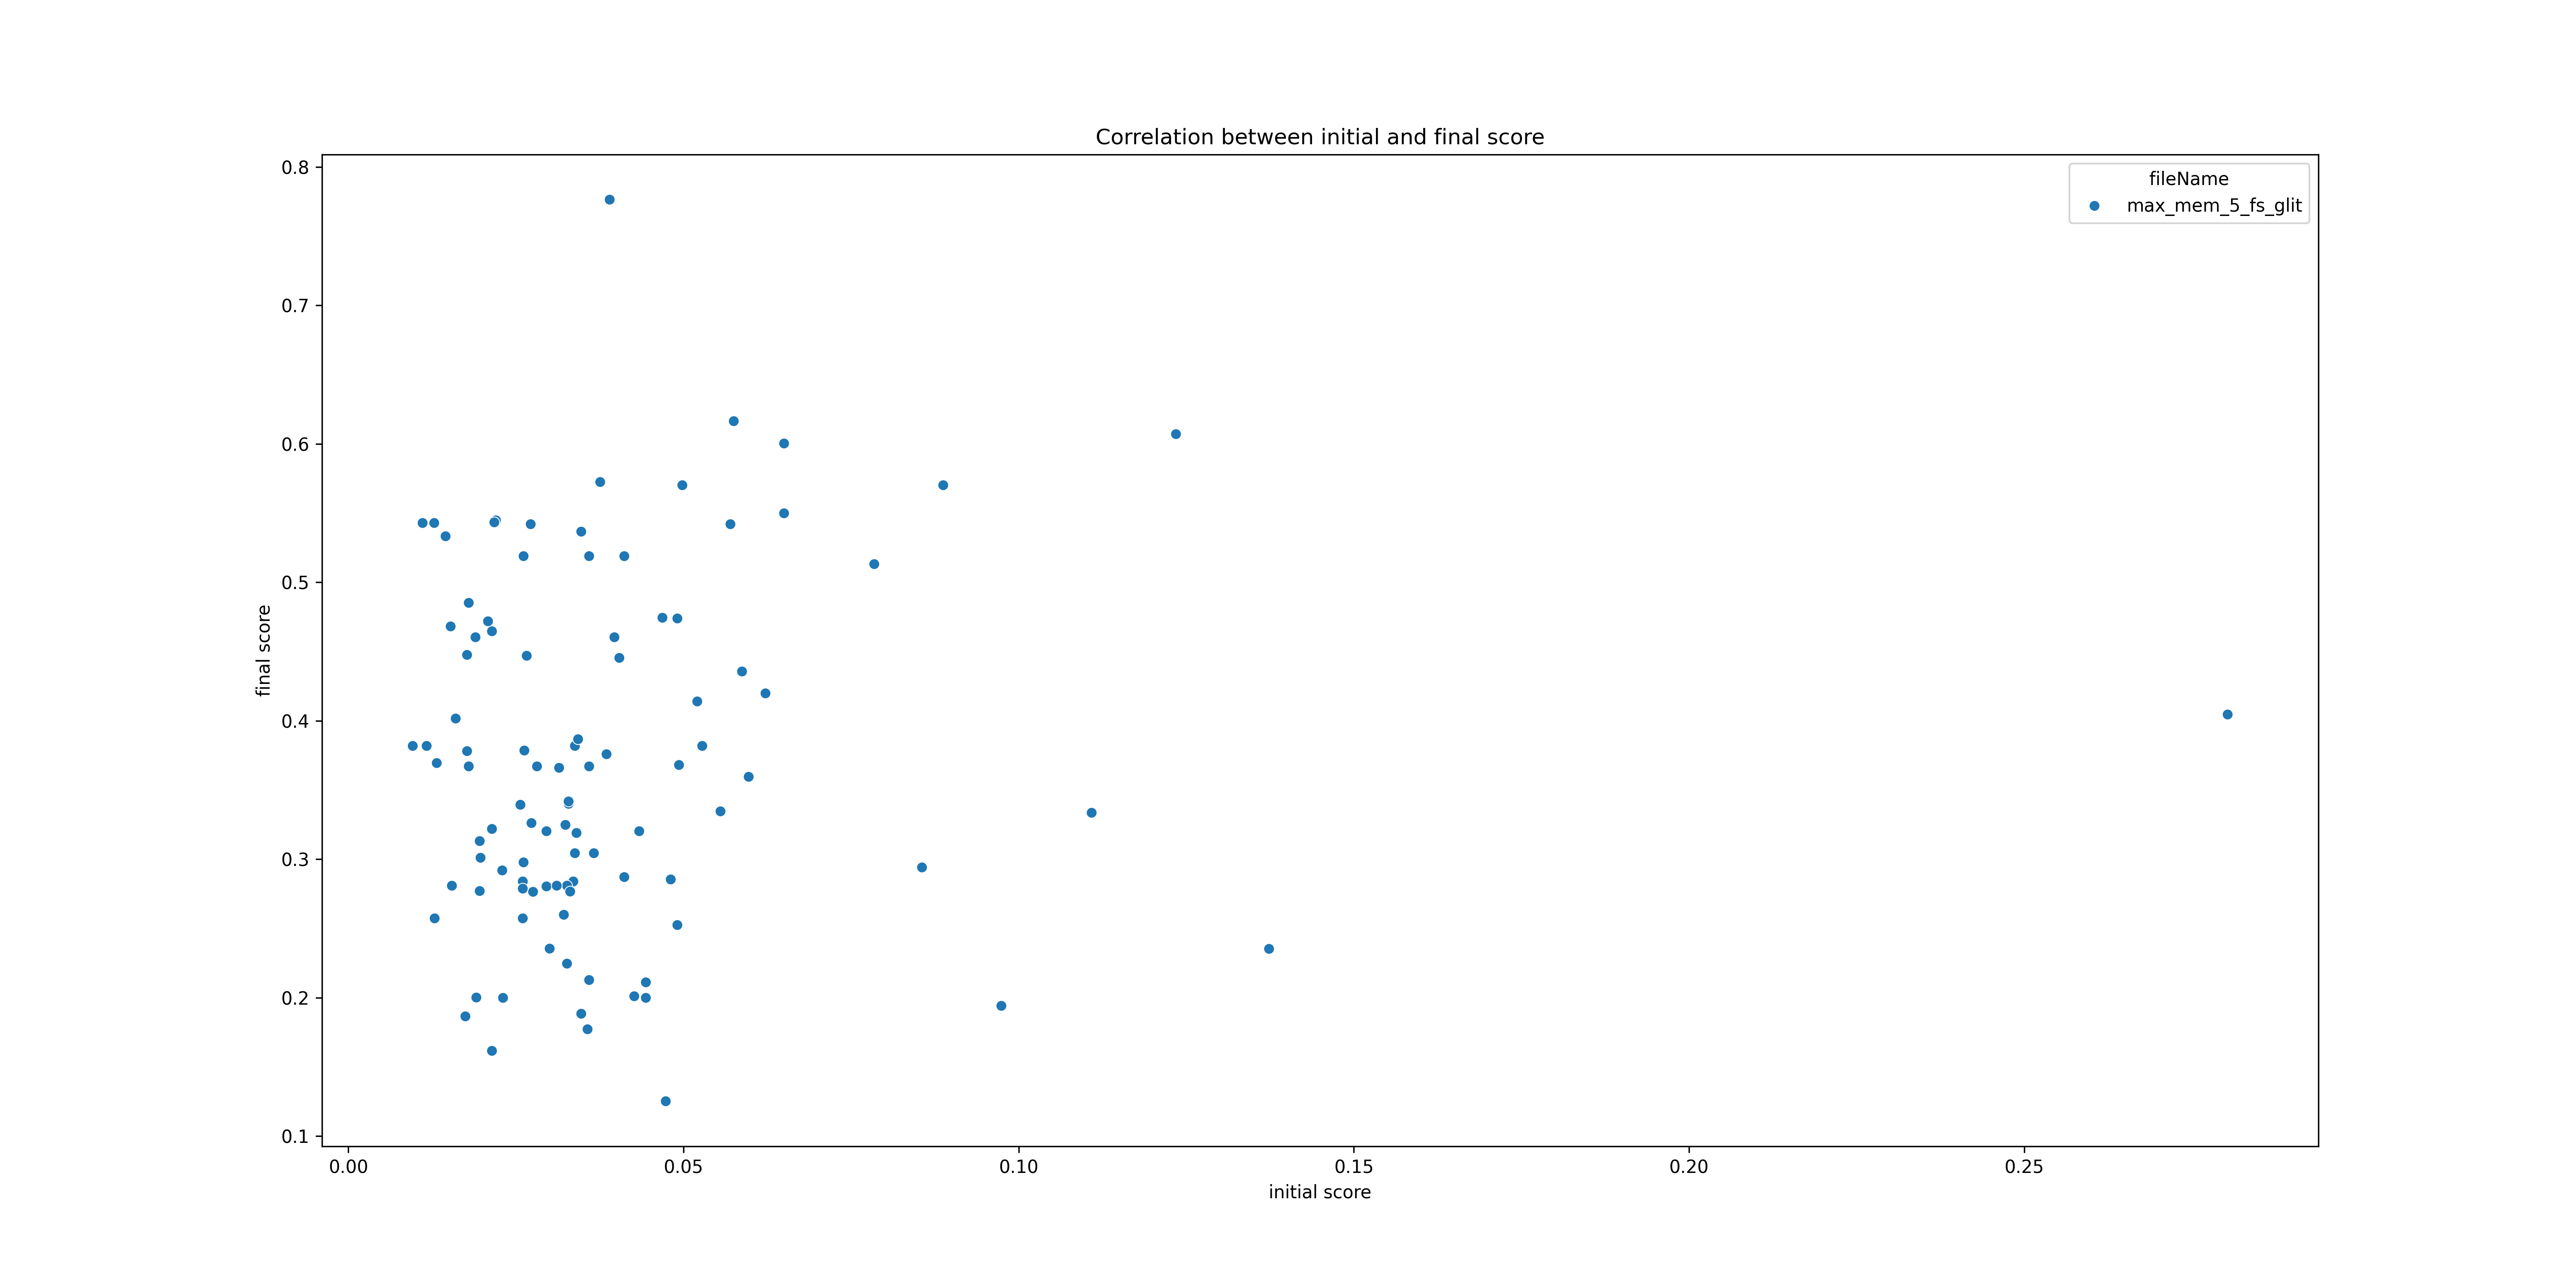 Correlation between initial and final score
fileName
max_mem_5_fs_glit
0.8
0.7
0.6
0.5
0.4
0.3
0.2
0.1
final score
0.00 0.05 0.10 0.15 0.20 0.25
initial score